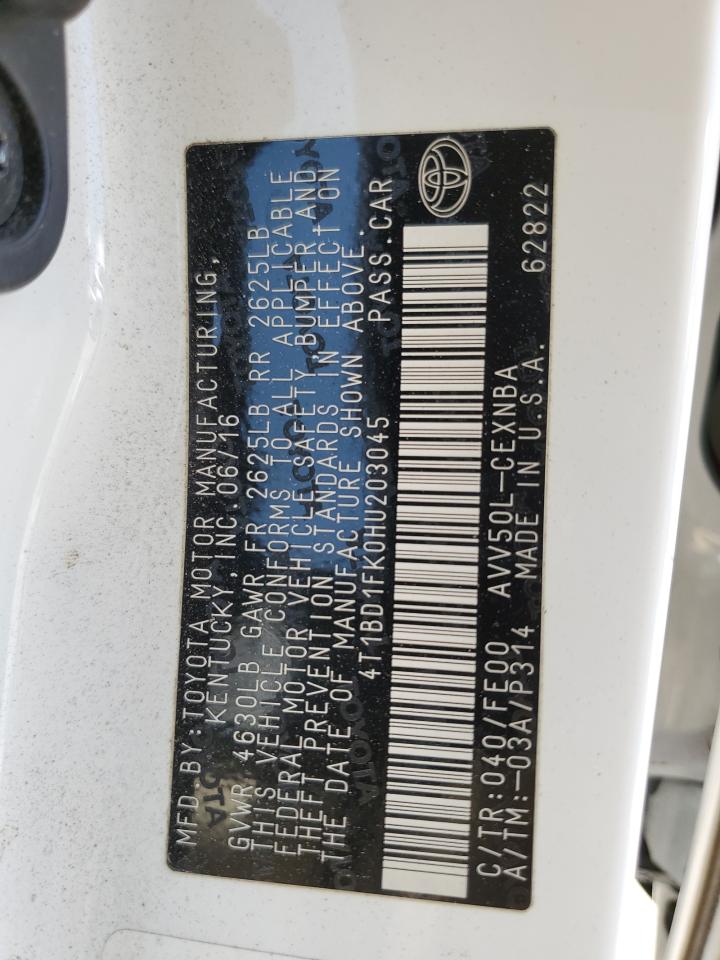 MFD BY:TOYOTA MOTOR MANUFACTURING,
KENTUCKY, INC.06/16
GVWR 4630LB GAWR FR 2625LB RR 2625LB
THIS VEHICLE CONFORMS TO ALL APPLICABLE
FEDERAL MOTOR VEHICLE SAFETY,BUMPER,AND
THEFT PREVENTION STANDARDS IN EFFECT ON
THE DATE OF MANUFACTURE SHOWN ABOVE.
4T1BD1FK0HU203045 PASS.CAR
C/TR:040/FE00 AVV50L-CEXNBA
A/TM:-03A/P314 MADE IN U.S.A. 62822